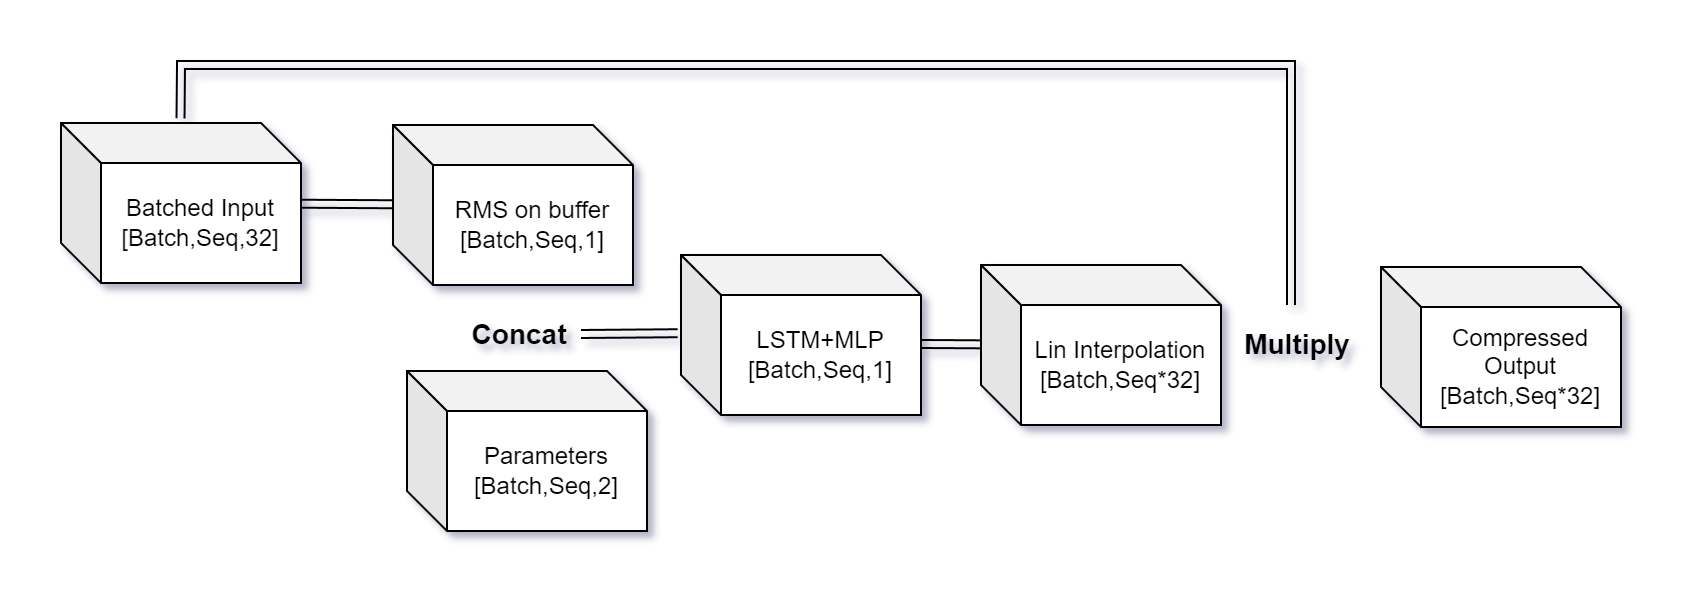 Batched Input
[Batch,Seq,32]
RMS on buffer
[Batch,Seq,1]
Concat
Parameters
[Batch,Seq,2]
LSTM+MLP
[Batch,Seq,1]
Lin Interpolation
[Batch,Seq*32]
Multiply
Compressed
Output
[Batch,Seq*32]